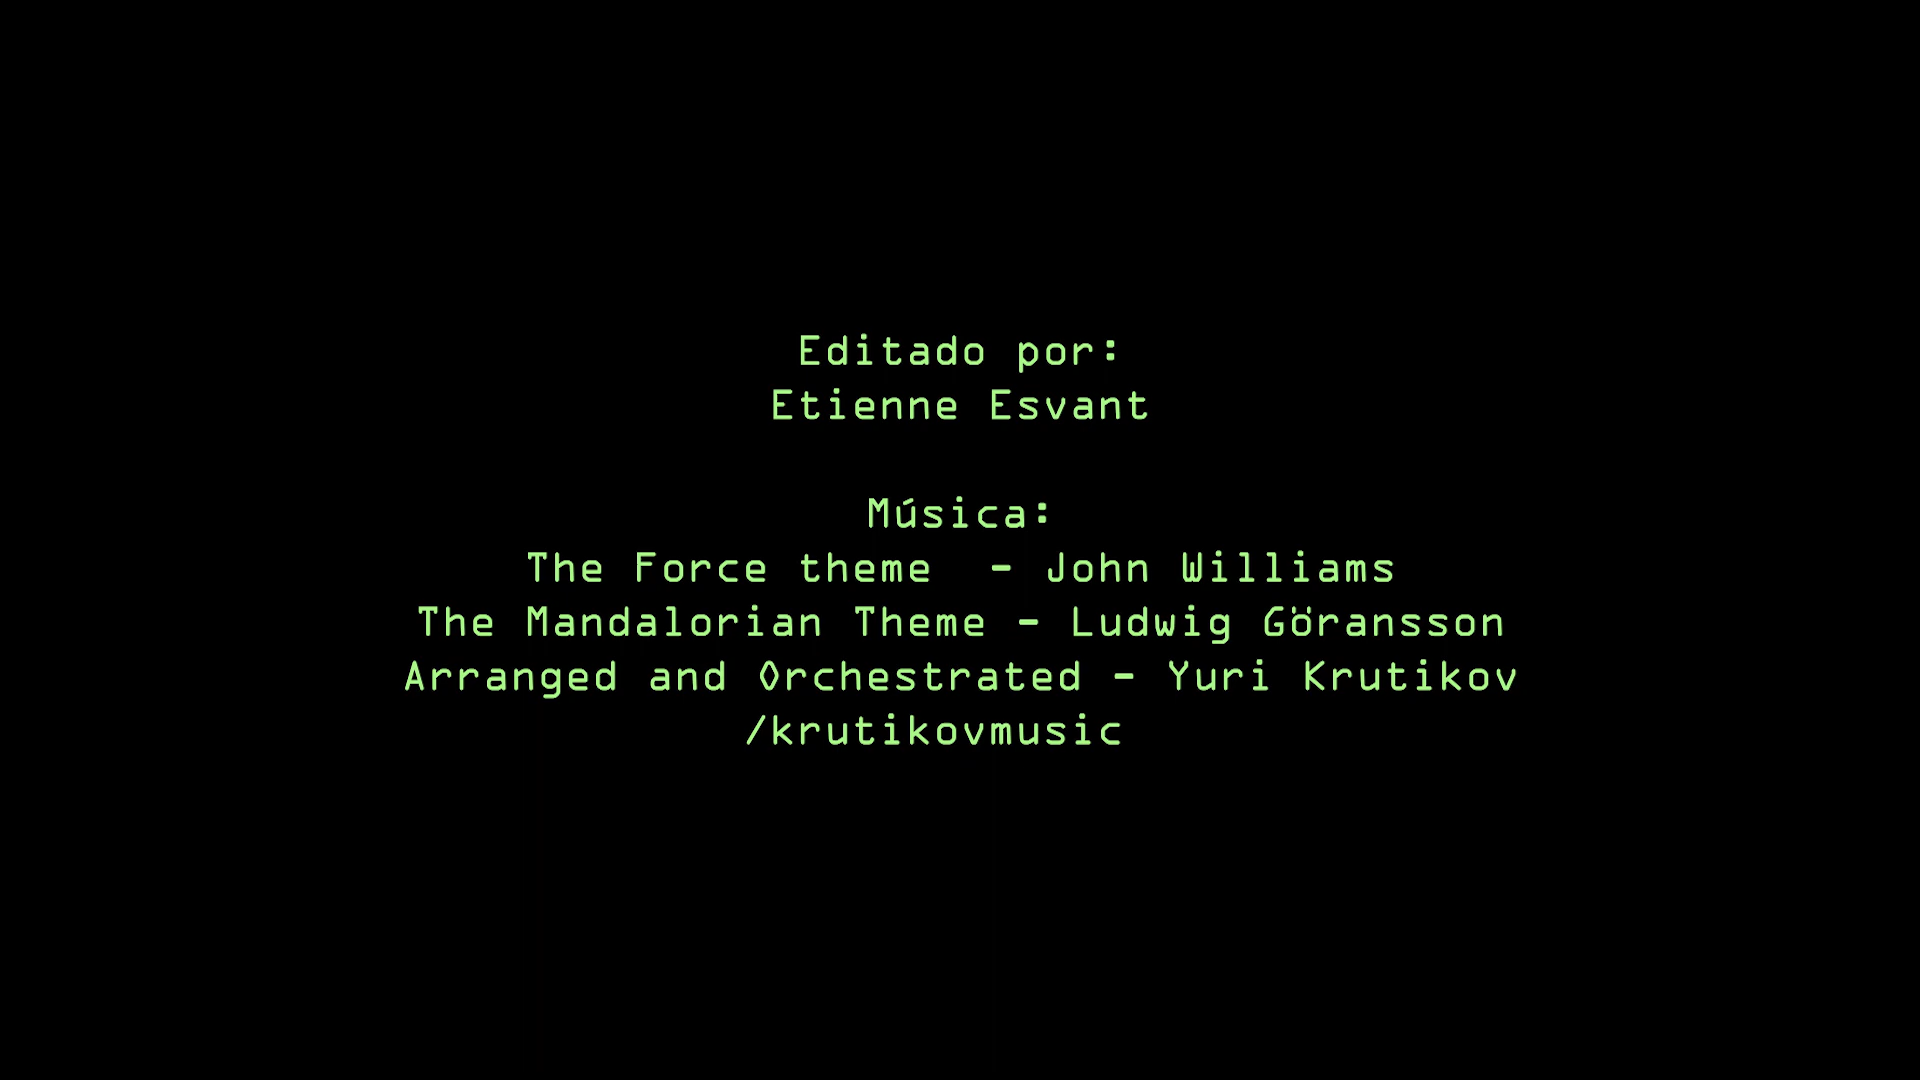 Editado por:
Etienne Esvant
Música:
The Force theme  - John Williams
The Mandalorian Theme - Ludwig Göransson
Arranged and Orchestrated - Yuri Krutikov
/krutikovmusic